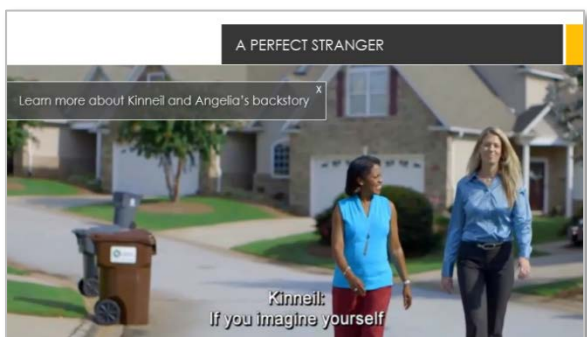 A PERFECT STRANGER
X
Learn more about Kinneil and Angelia's backstory
Kinneil:
If you imagine yourself